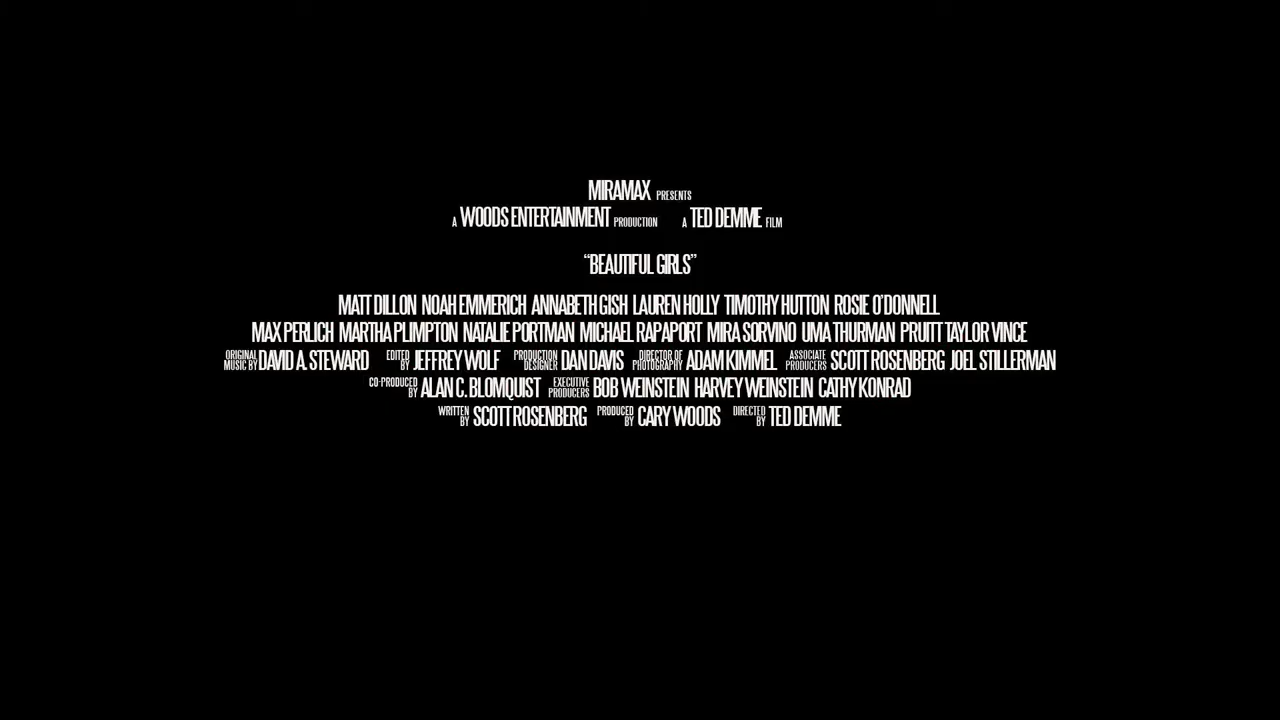 MIRAMAX PRESENTS
A WOODS ENTERTAINMENT PRODUCTION A TED DEMME FILM
“BEAUTIFUL GIRLS”
MATT DILLON NOAH EMMERICH ANNABETH GISH LAUREN HOLLY TIMOTHY HUTTON ROSIE O’DONNELL
MAX PERLICH MARTHA PLIMPTON NATALIE PORTMAN MICHAEL RAPAPORT MIRA SORVINO UMA THURMAN PRUITT TAYLOR VINCE
ORIGINAL MUSIC BY DAVID A. STEWARD EDITED BY JEFFREY WOLF PRODUCTION DESIGNER DAN DAVIS DIRECTOR OF PHOTOGRAPHY ADAM KIMMEL ASSOCIATE PRODUCERS SCOTT ROSENBERG JOEL STILLERMAN
CO-PRODUCED BY ALAN C. BLOMQUIST EXECUTIVE PRODUCERS BOB WEINSTEIN HARVEY WEINSTEIN CATHY KONRAD
WRITTEN BY SCOTT ROSENBERG PRODUCED BY CARY WOODS DIRECTED BY TED DEMME